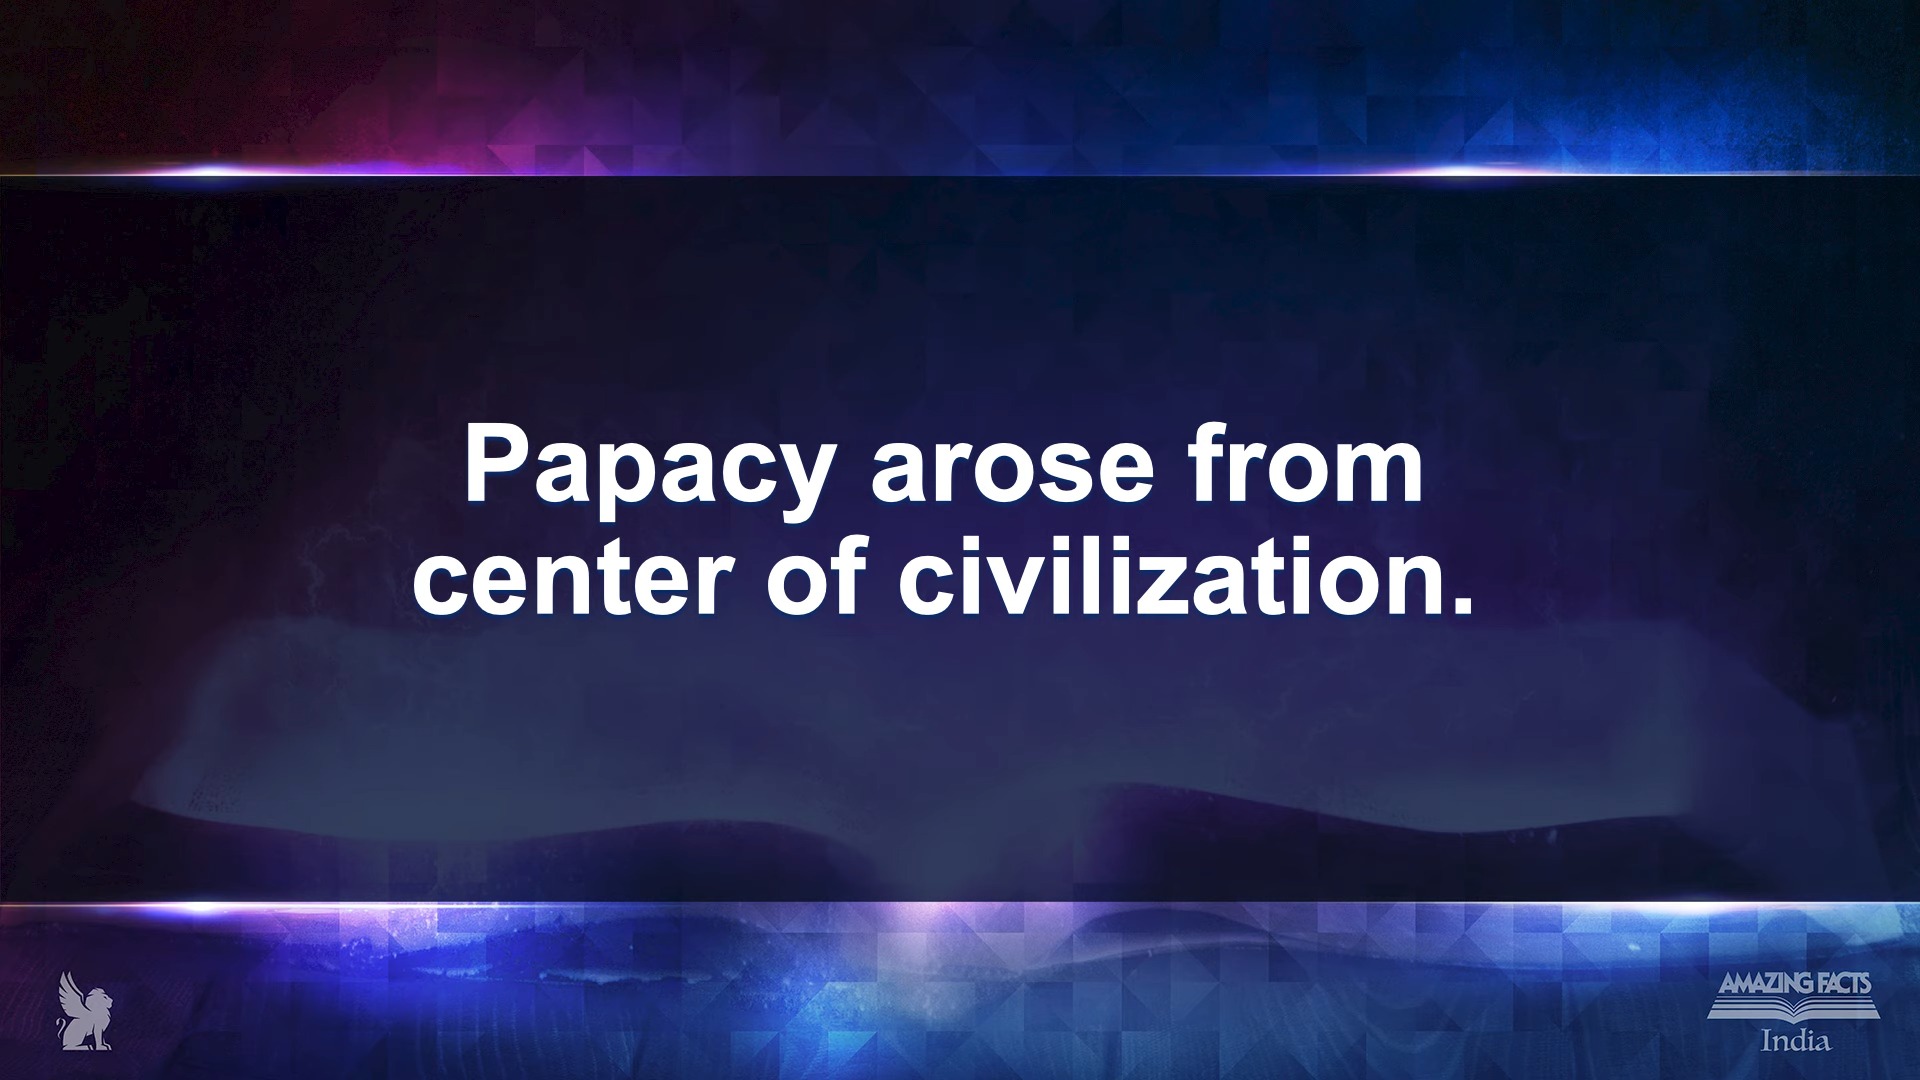 Papacy arose from
center of civilization.
AMAZING FACTS
India